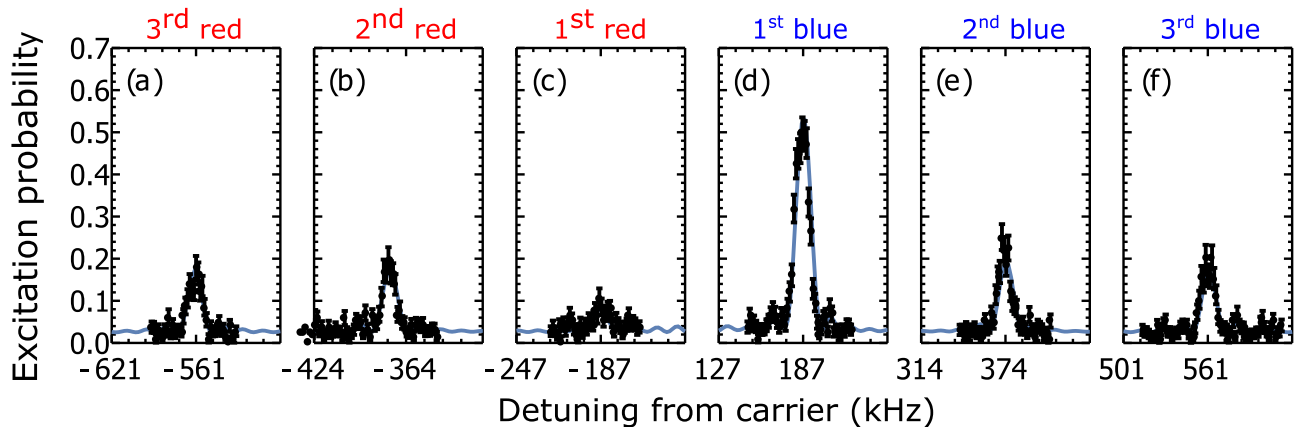 3rd red 2nd red 1st red 1st blue 2nd blue 3rd blue
Excitation probability
0.7
0.6
0.5
0.4
0.3
0.2
0.1
0.0
(a) (b) (c) (d) (e) (f)
-621 -561 -424 -364 -247 -187 127 187 314 374 501 561
Detuning from carrier (kHz)